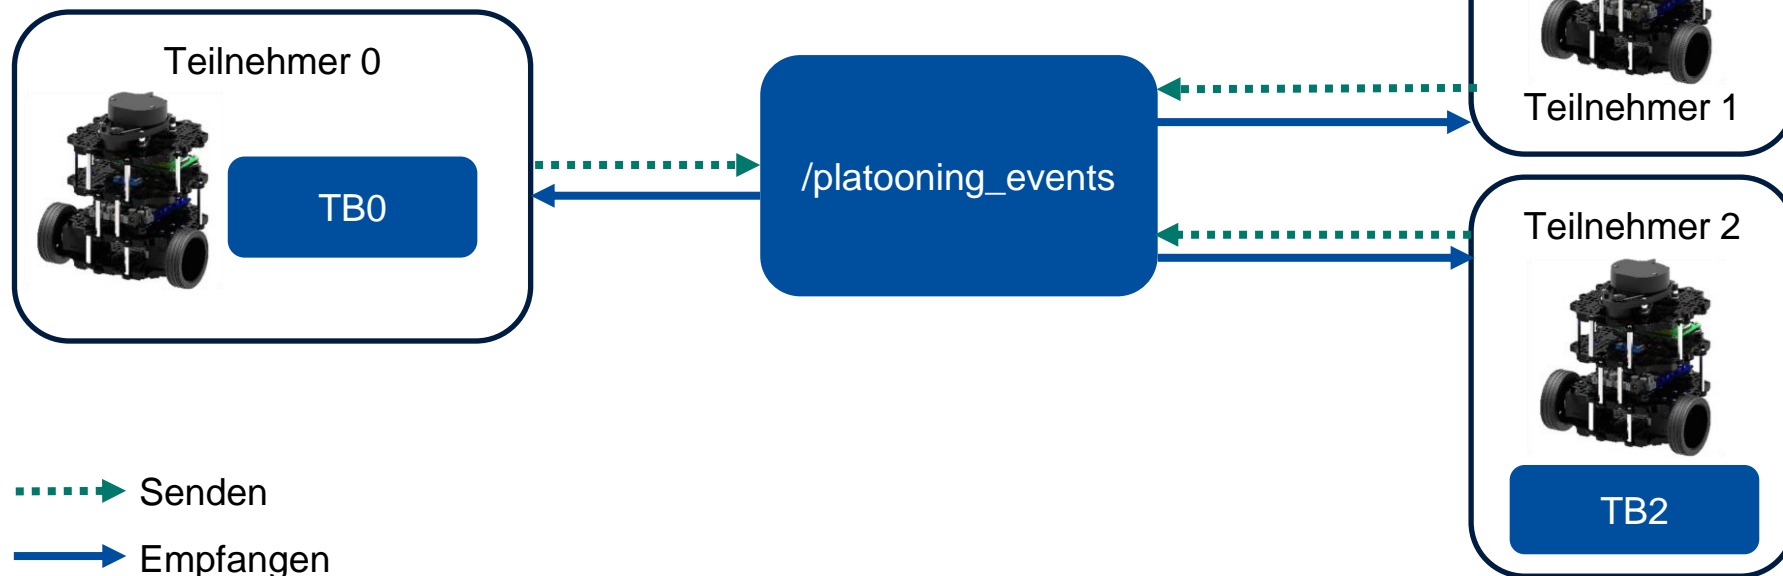 Teilnehmer 0
TB0
/platooning_events
Teilnehmer 1
Teilnehmer 2
TB2
Senden
Empfangen